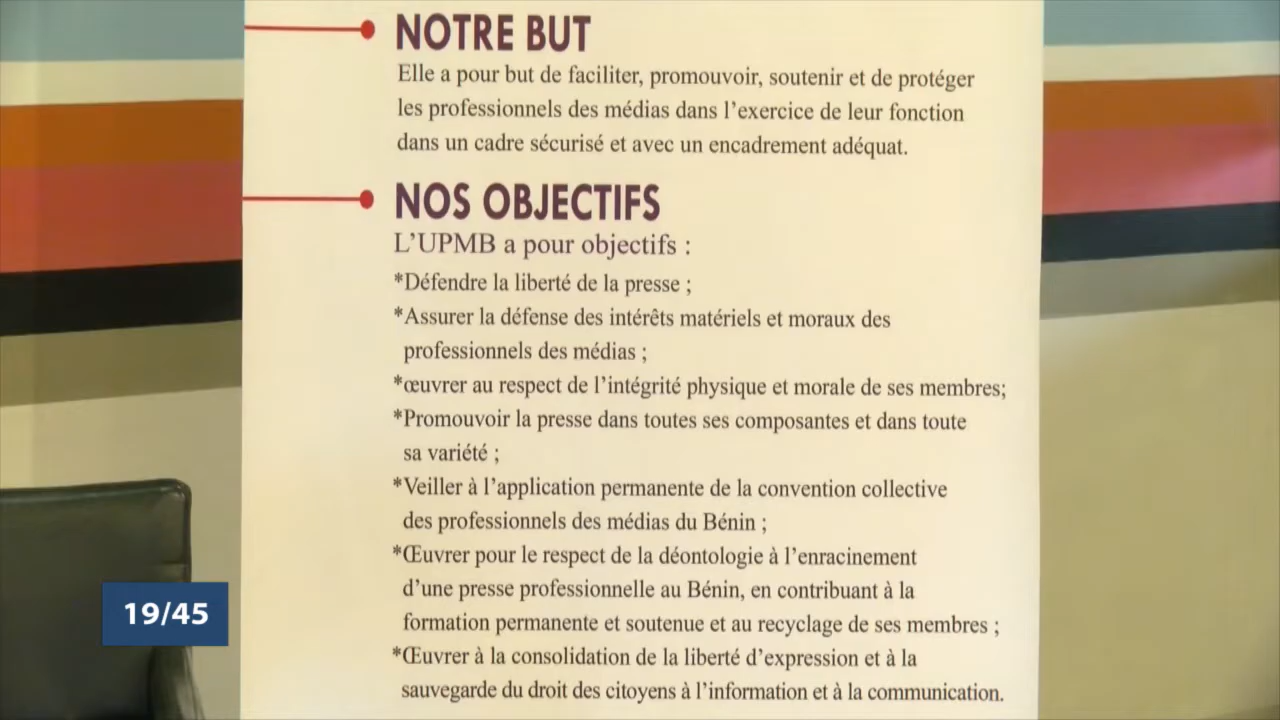 NOTRE BUT
Elle a pour but de faciliter, promouvoir, soutenir et de protéger
les professionnels des médias dans l’exercice de leur fonction
dans un cadre sécurisé et avec un encadrement adéquat.
NOS OBJECTIFS
L’UPMB a pour objectifs :
*Défendre la liberté de la presse ;
*Assurer la défense des intérêts matériels et moraux des
professionnels des médias ;
*œuvrer au respect de l’intégrité physique et morale de ses membres;
*Promouvoir la presse dans toutes ses composantes et dans toute
sa variété ;
*Veiller à l’application permanente de la convention collective
des professionnels des médias du Bénin ;
*Œuvrer pour le respect de la déontologie à l’enracinement
d’une presse professionnelle au Bénin, en contribuant à la
formation permanente et soutenue et au recyclage de ses membres ;
*Œuvrer à la consolidation de la liberté d’expression et à la
sauvegarde du droit des citoyens à l’information et à la communication.
19/45